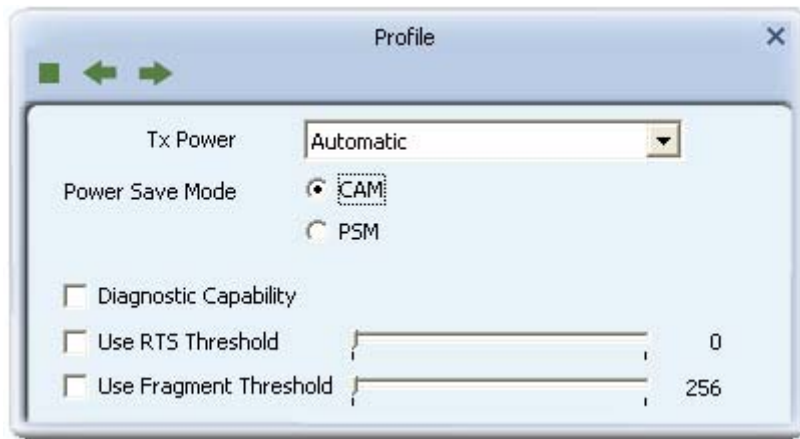 Profile
Tx Power Automatic
Power Save Mode CAM
PSM
Diagnostic Capability
Use RTS Threshold 0
Use Fragment Threshold 256